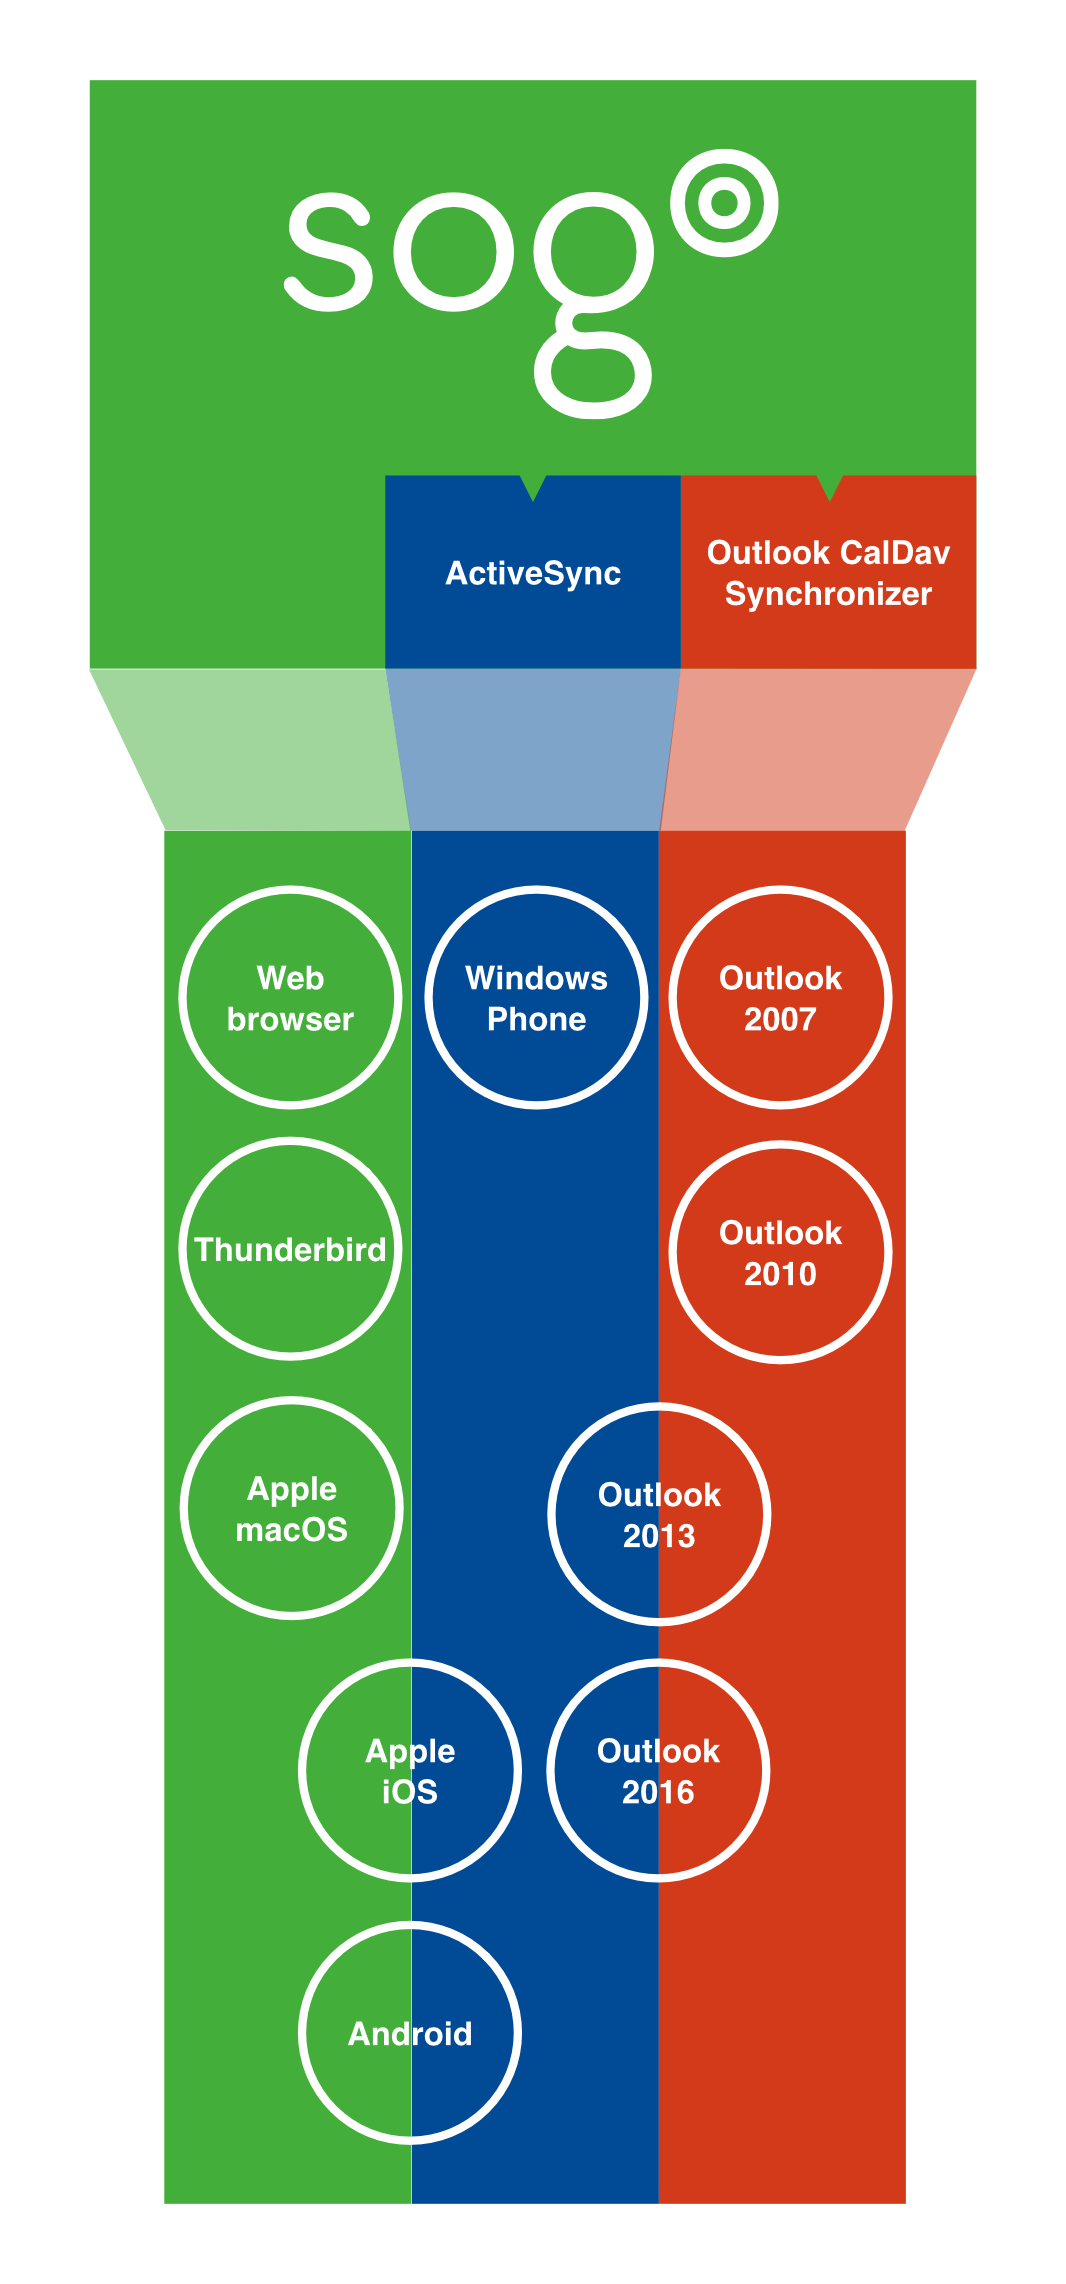 sogo
ActiveSync
Outlook CalDav
Synchronizer
Web
browser
Windows
Phone
Outlook
2007
Thunderbird
Outlook
2010
Apple
macOS
Outlook
2013
Apple
iOS
Outlook
2016
Android